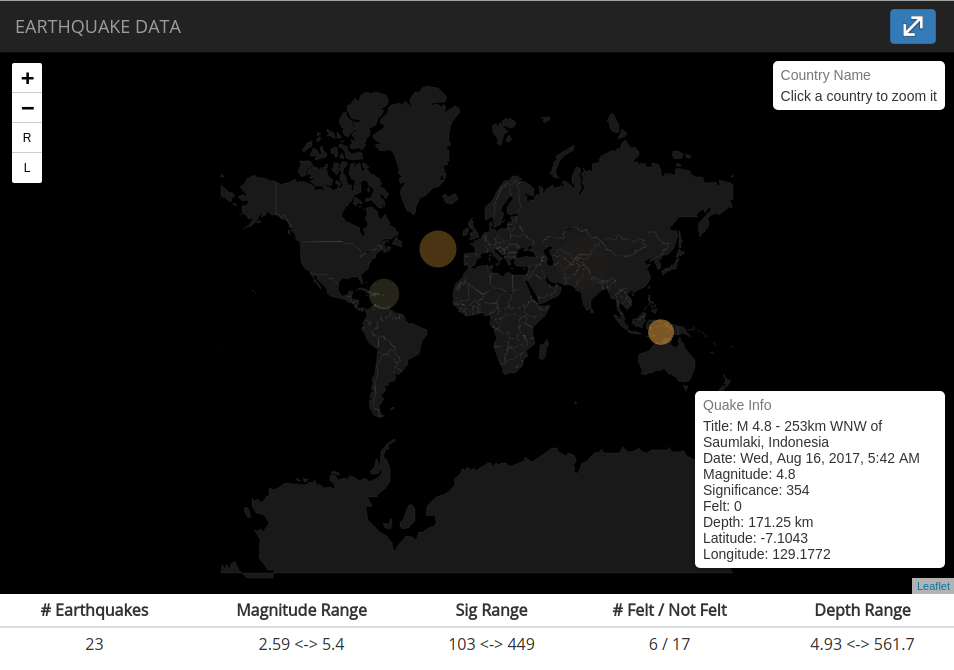 EARTHQUAKE DATA
+
−
R
L
Country Name
Click a country to zoom it
Quake Info
Title: M 4.8 - 253km WNW of
Saumlaki, Indonesia
Date: Wed, Aug 16, 2017, 5:42 AM
Magnitude: 4.8
Significance: 354
Felt: 0
Depth: 171.25 km
Latitude: -7.1043
Longitude: 129.1772
Leaflet
# Earthquakes Magnitude Range Sig Range # Felt / Not Felt Depth Range
23 2.59 <-> 5.4 103 <-> 449 6 / 17 4.93 <-> 561.7